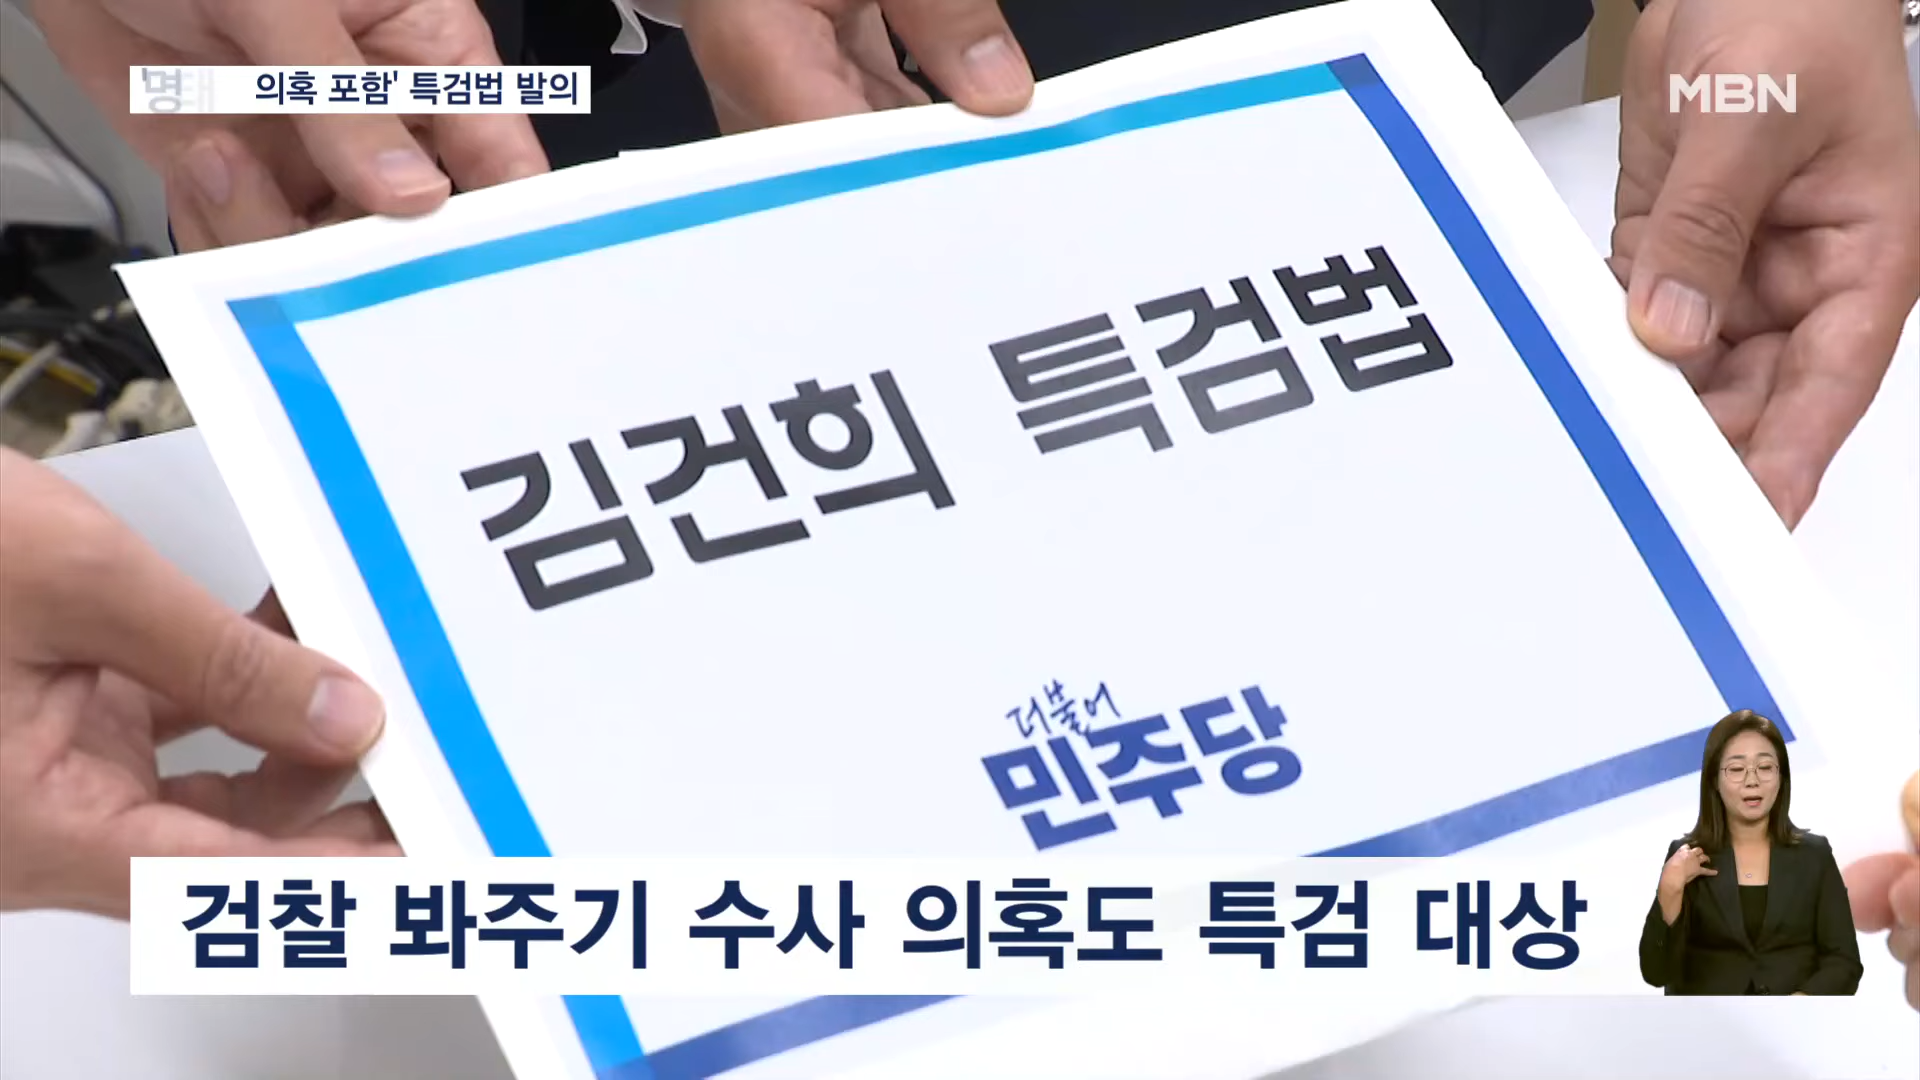 의혹 포함' 특검법 발의
MBN
김건희 특검법
더불어
민주당
검찰 봐주기 수사 의혹도 특검 대상